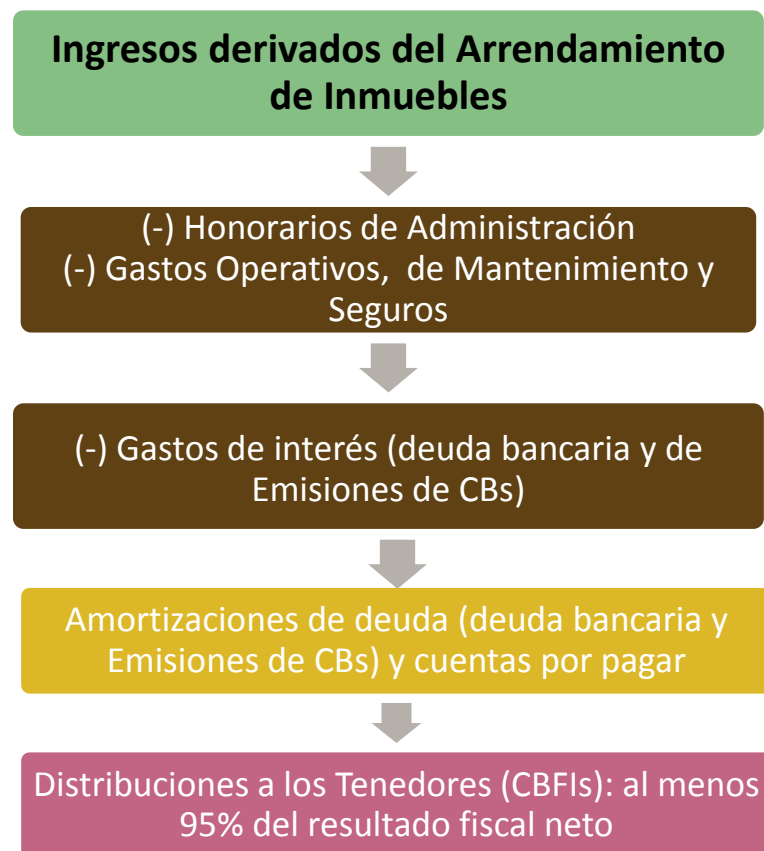 Ingresos derivados del Arrendamiento
de Inmuebles
(-) Honorarios de Administración
(-) Gastos Operativos, de Mantenimiento y
Seguros
(-) Gastos de interés (deuda bancaria y de
Emisiones de CBs)
Amortizaciones de deuda (deuda bancaria y
Emisiones de CBs) y cuentas por pagar
Distribuciones a los Tenedores (CBFIs): al menos
95% del resultado fiscal neto